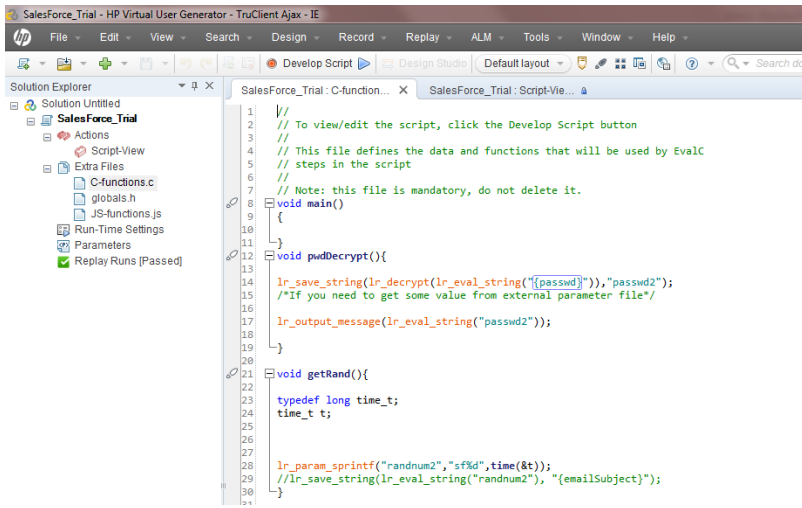 SalesForce_Trial - HP Virtual User Generator - TruClient Ajax - IE
hp File Edit View Search Design Record Replay ALM Tools Window Help
Develop Script Design Studio Default layout Search do
Solution Explorer
Solution Untitled
SalesForce_Trial
Actions
Script-View
Extra Files
C-functions.c
globals.h
JS-functions.js
Run-Time Settings
Parameters
Replay Runs [Passed]
SalesForce_Trial : C-function... SalesForce_Trial : Script-Vie...
1 //
2 // To view/edit the script, click the Develop Script button
3 //
4 // This file defines the data and functions that will be used by EvalC
5 // steps in the script
6 //
7 // Note: this file is mandatory, do not delete it.
8 void main()
9 {
10
11 }
12 void pwdDecrypt(){
13
14 lr_save_string(lr_decrypt(lr_eval_string("{passwd}")),"passwd2");
15 /*If you need to get some value from external parameter file*/
16
17 lr_output_message(lr_eval_string("passwd2"));
18
19 }
20
21 void getRand(){
22
23 typedef long time_t;
24 time_t t;
25
26
27
28 lr_param_sprintf("randnum2","sf%d",time(&t));
29 //lr_save_string(lr_eval_string("randnum2"), "{emailSubject}");
30 }
31